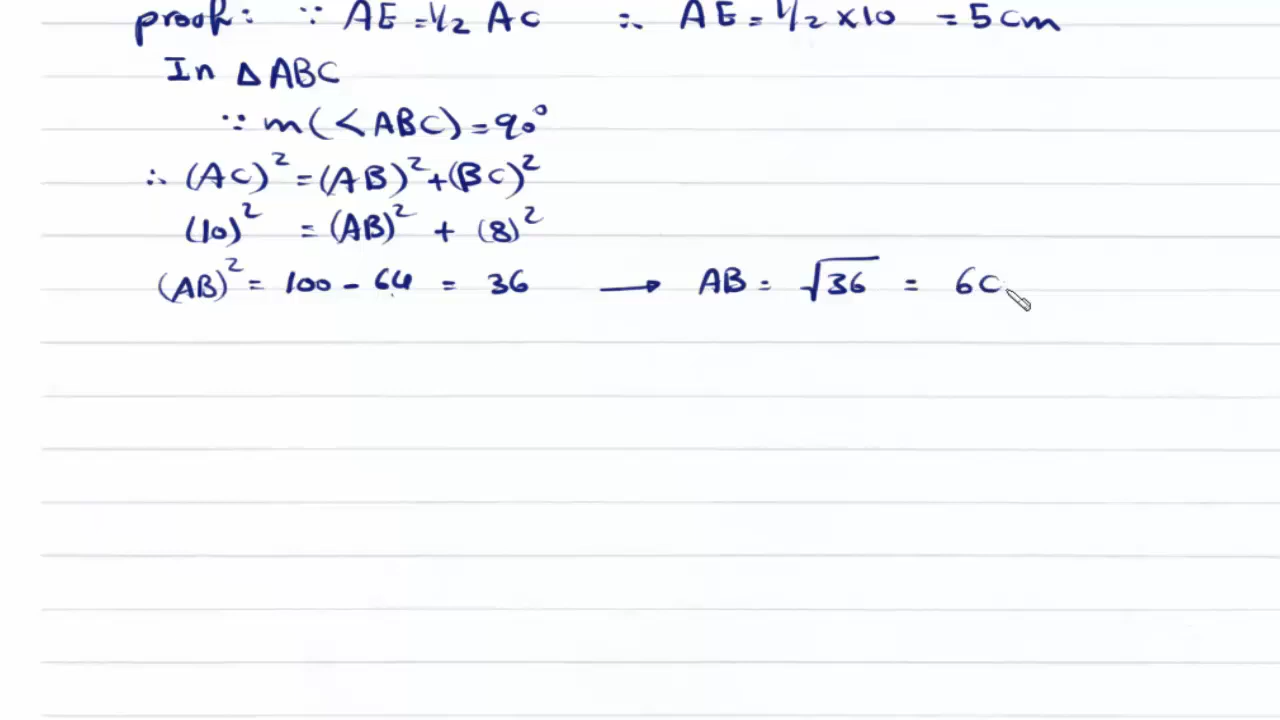 proof: ∵ AE = 1/2 AC ∴ AE = 1/2 × 10 = 5 cm
In Δ ABC
∵ m(<ABC) = 90°
∴ (AC)² = (AB)² + (BC)²
(10)² = (AB)² + (8)²
(AB)² = 100 - 64 = 36 → AB = √36 = 6C